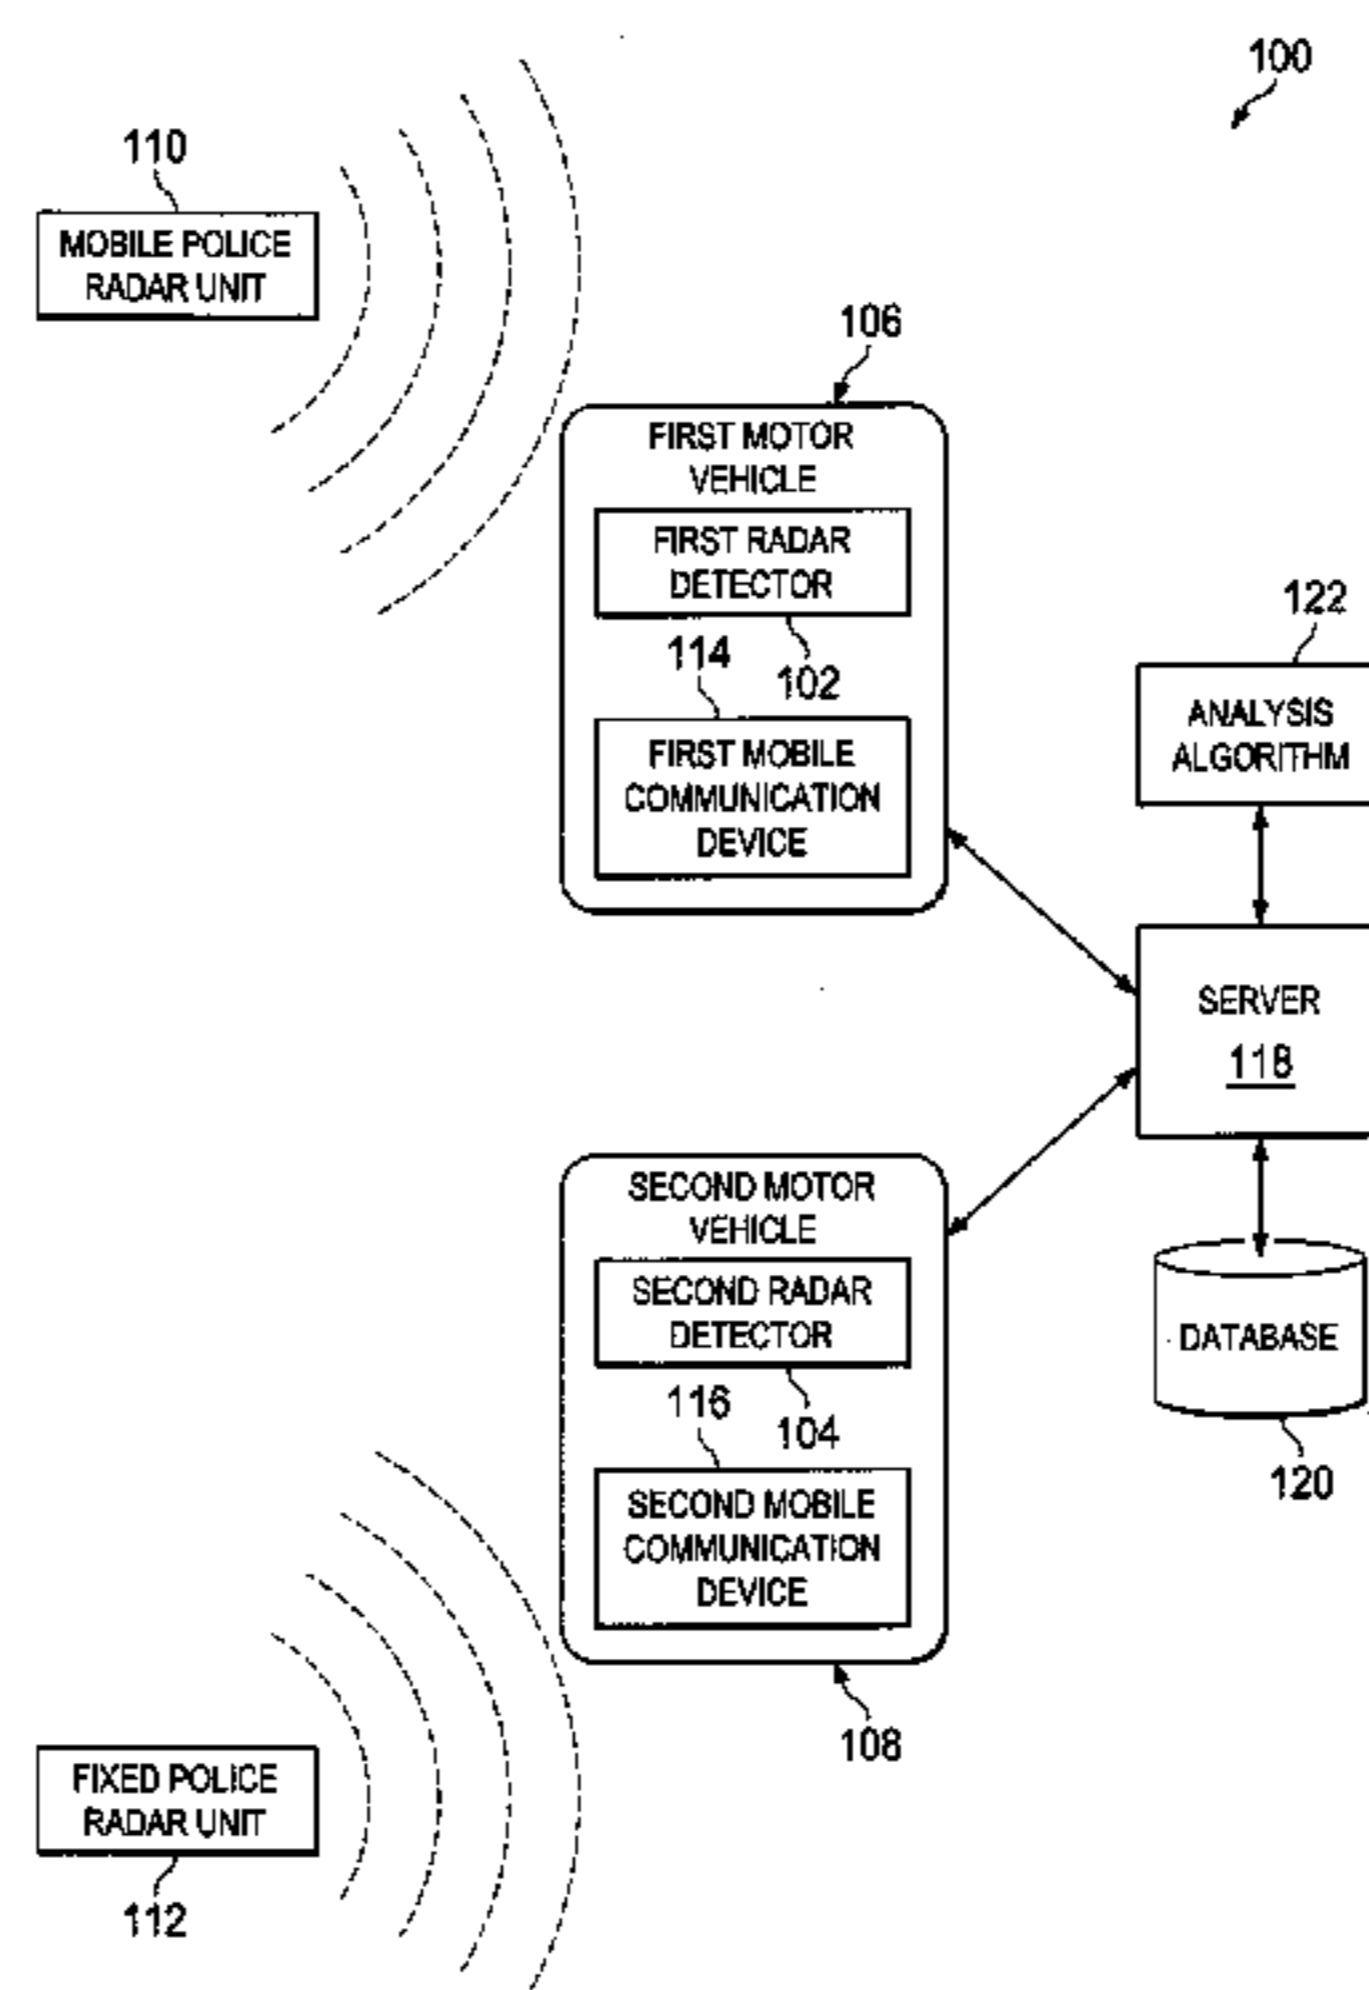 100
110
MOBILE POLICE
RADAR UNIT
106
FIRST MOTOR
VEHICLE
FIRST RADAR
DETECTOR
114
102
FIRST MOBILE
COMMUNICATION
DEVICE
122
ANALYSIS
ALGORITHM
SERVER
118
SECOND MOTOR
VEHICLE
SECOND RADAR
DETECTOR
116
104
SECOND MOBILE
COMMUNICATION
DEVICE
108
DATABASE
120
FIXED POLICE
RADAR UNIT
112